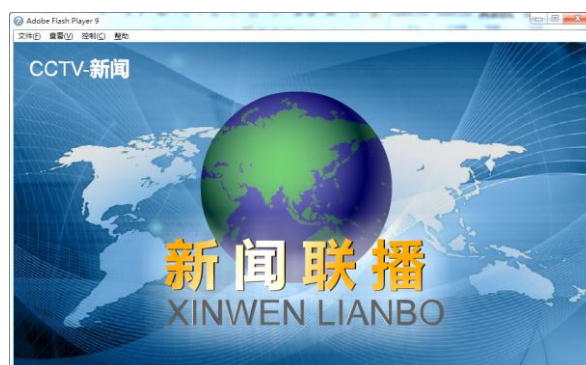 Adobe Flash Player 9
文件(F) 查看(V) 控制(C) 帮助
CCTV-新闻
新闻联播
XINWEN LIANBO